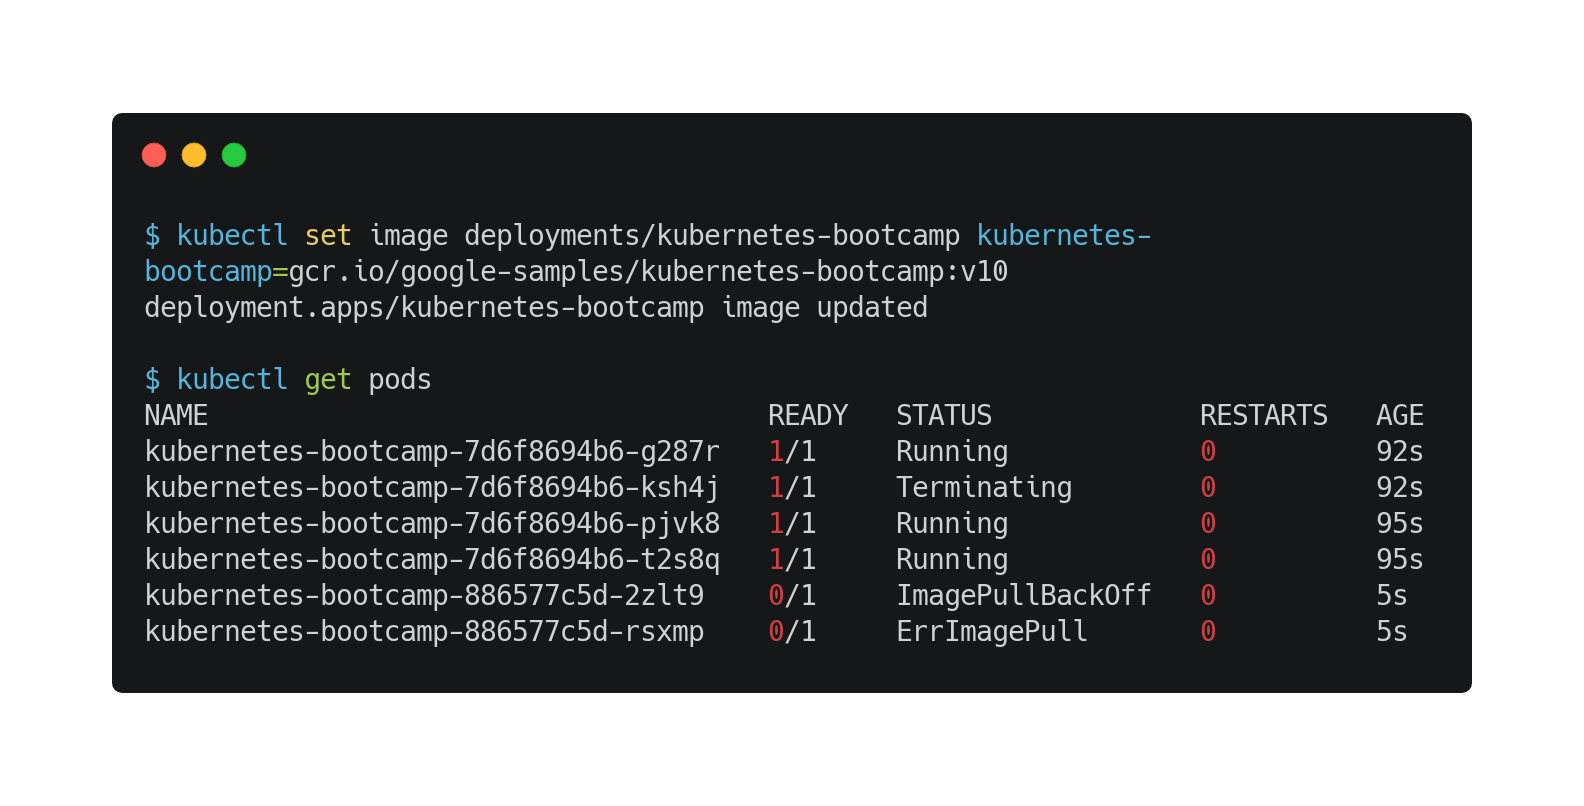 $ kubectl set image deployments/kubernetes-bootcamp kubernetes-
bootcamp=gcr.io/google-samples/kubernetes-bootcamp:v10
deployment.apps/kubernetes-bootcamp image updated
$ kubectl get pods
NAME READY STATUS RESTARTS AGE
kubernetes-bootcamp-7d6f8694b6-g287r 1/1 Running 0 92s
kubernetes-bootcamp-7d6f8694b6-ksh4j 1/1 Terminating 0 92s
kubernetes-bootcamp-7d6f8694b6-pjvk8 1/1 Running 0 95s
kubernetes-bootcamp-7d6f8694b6-t2s8q 1/1 Running 0 95s
kubernetes-bootcamp-886577c5d-2zlt9 0/1 ImagePullBackOff 0 5s
kubernetes-bootcamp-886577c5d-rsxmp 0/1 ErrImagePull 0 5s